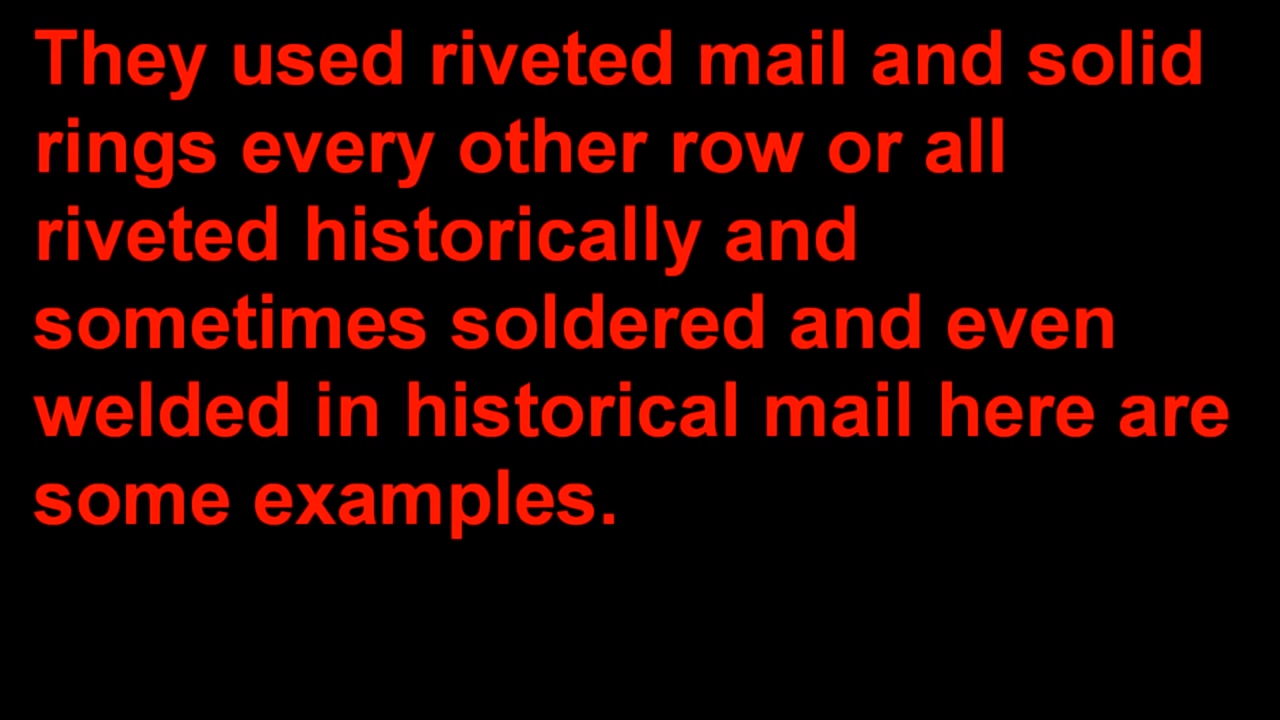 They used riveted mail and solid
rings every other row or all
riveted historically and
sometimes soldered and even
welded in historical mail here are
some examples.